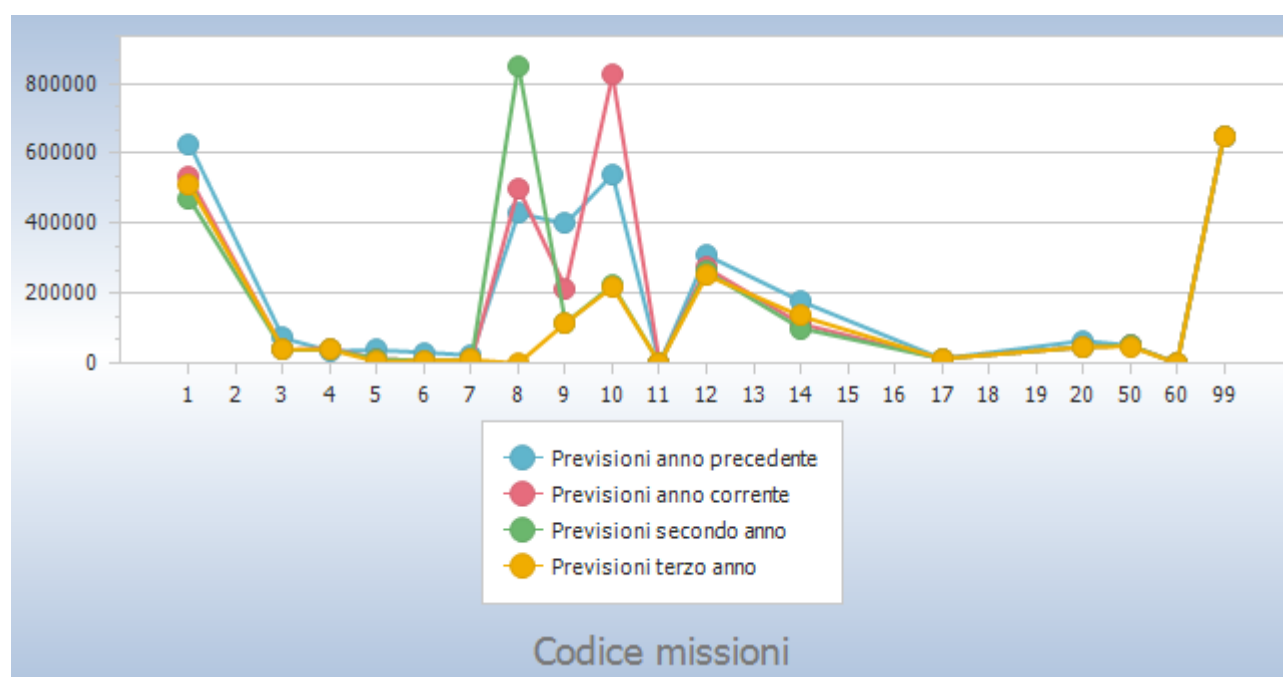 800000
600000
400000
200000
0
1 2 3 4 5 6 7 8 9 10 11 12 13 14 15 16 17 18 19 20 50 60 99
Previsioni anno precedente
Previsioni anno corrente
Previsioni secondo anno
Previsioni terzo anno
Codice missioni